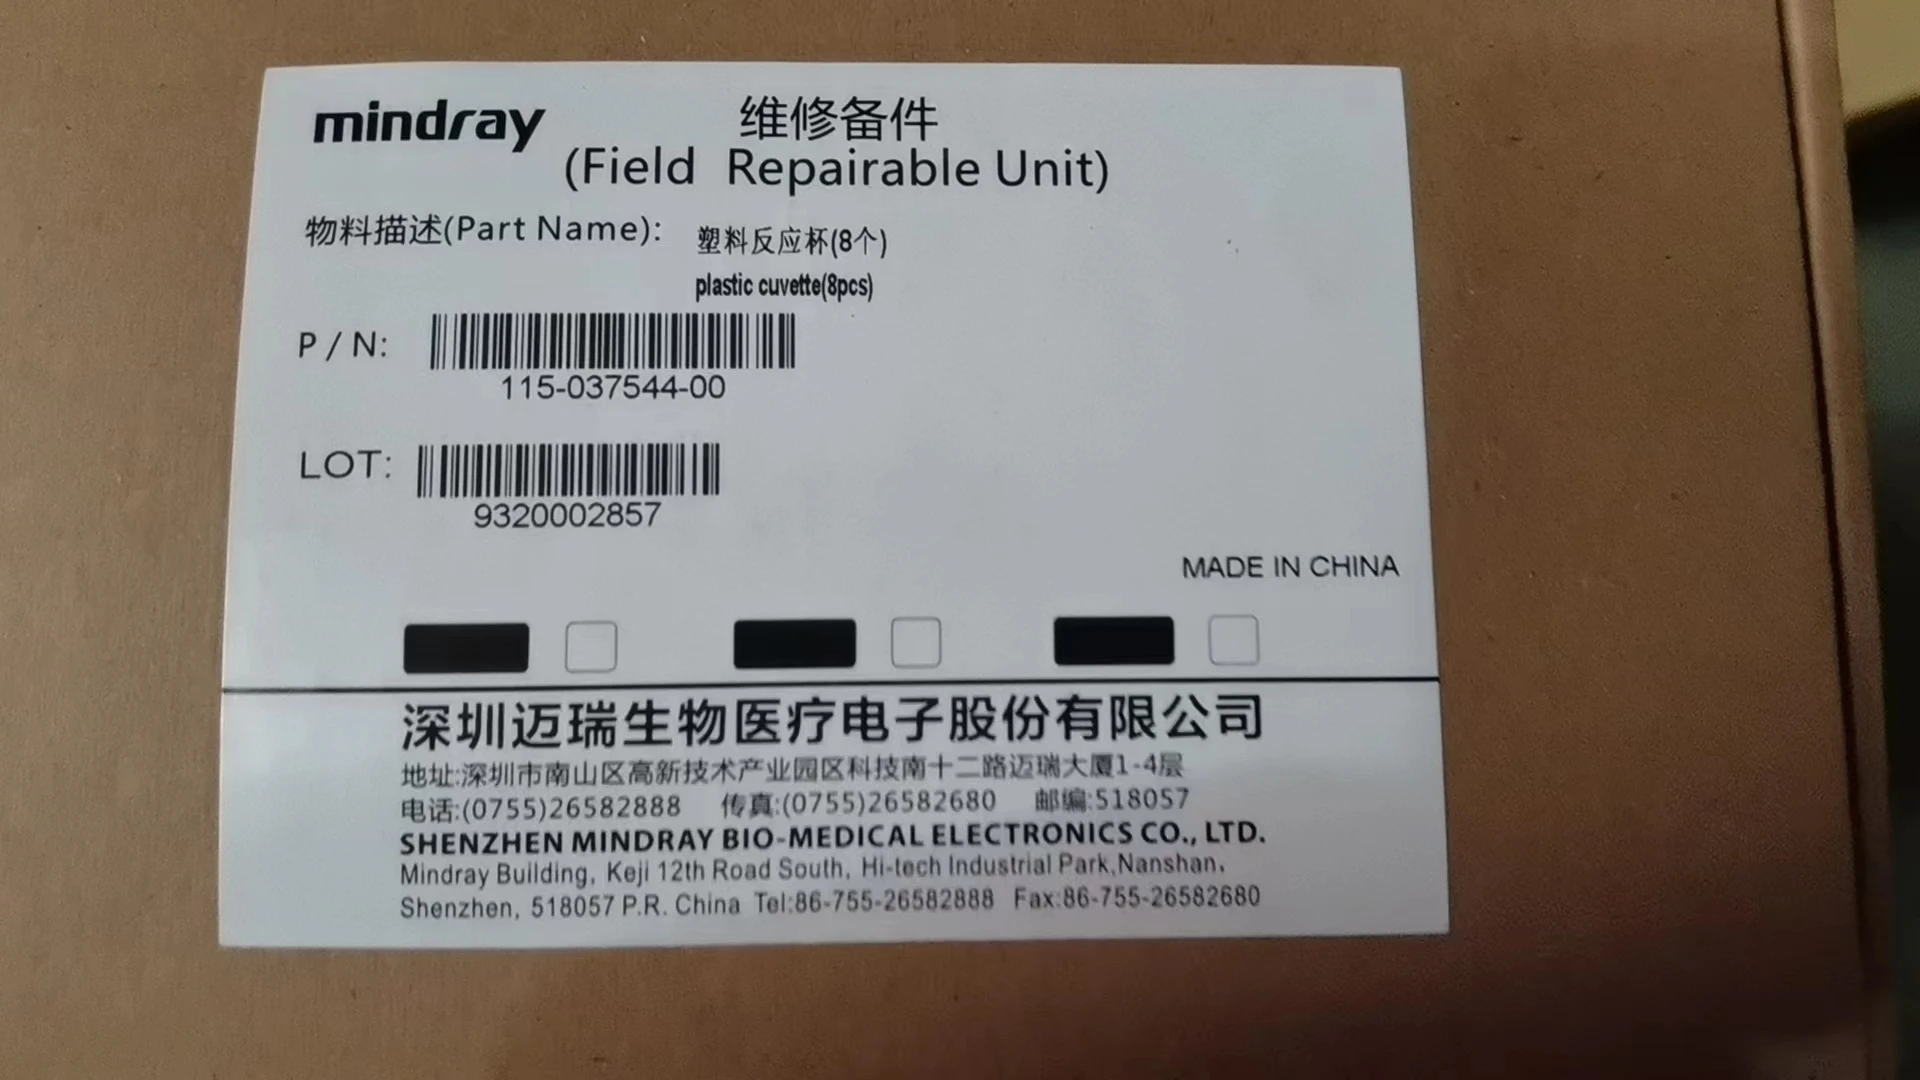 mindray 维修备件
(Field Repairable Unit)
物料描述(Part Name): 塑料反应杯(8个)
plastic cuvette(8pcs)
P / N:
115-037544-00
LOT:
9320002857
MADE IN CHINA
深圳迈瑞生物医疗电子股份有限公司
地址:深圳市南山区高新技术产业园区科技南十二路迈瑞大厦1-4层
电话:(0755)26582888 传真:(0755)26582680 邮编:518057
SHENZHEN MINDRAY BIO-MEDICAL ELECTRONICS CO., LTD.
Mindray Building, Keji 12th Road South, Hi-tech Industrial Park,Nanshan,
Shenzhen, 518057 P.R. China Tel:86-755-26582888 Fax:86-755-26582680